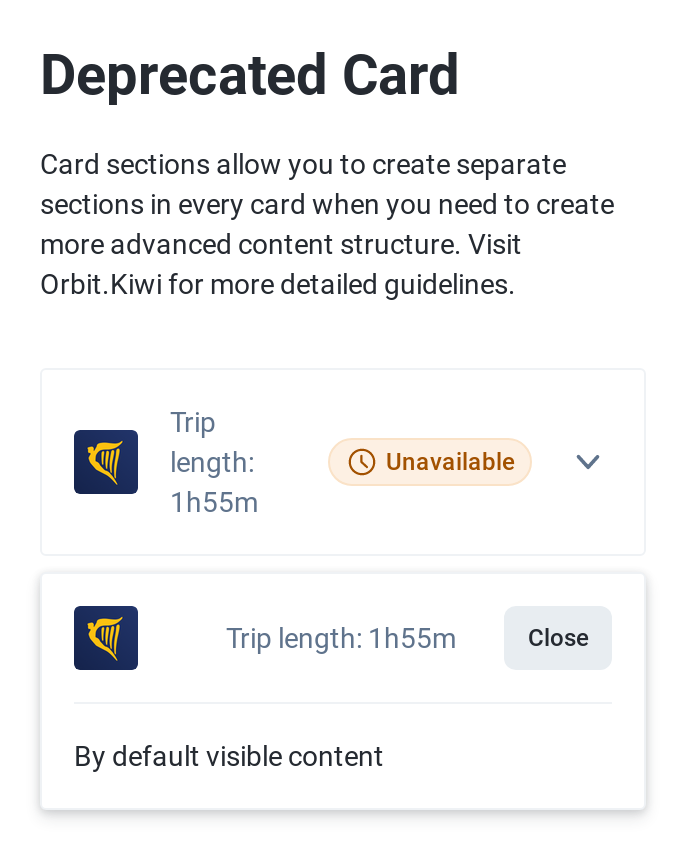 Deprecated Card
Card sections allow you to create separate
sections in every card when you need to create
more advanced content structure. Visit
Orbit.Kiwi for more detailed guidelines.
Trip
length:
1h55m
Unavailable
Trip length: 1h55m
Close
By default visible content